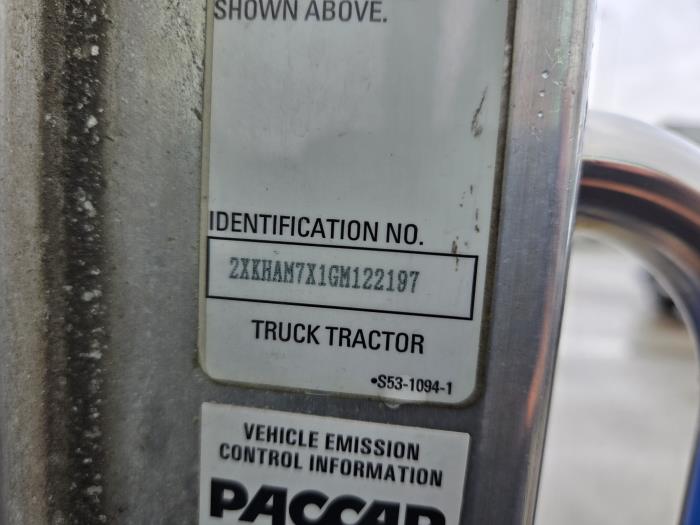 SHOWN ABOVE.
IDENTIFICATION NO.
2XKHAM7X1GM122197
TRUCK TRACTOR
•S53-1094-1
VEHICLE EMISSION
CONTROL INFORMATION
PACCAR